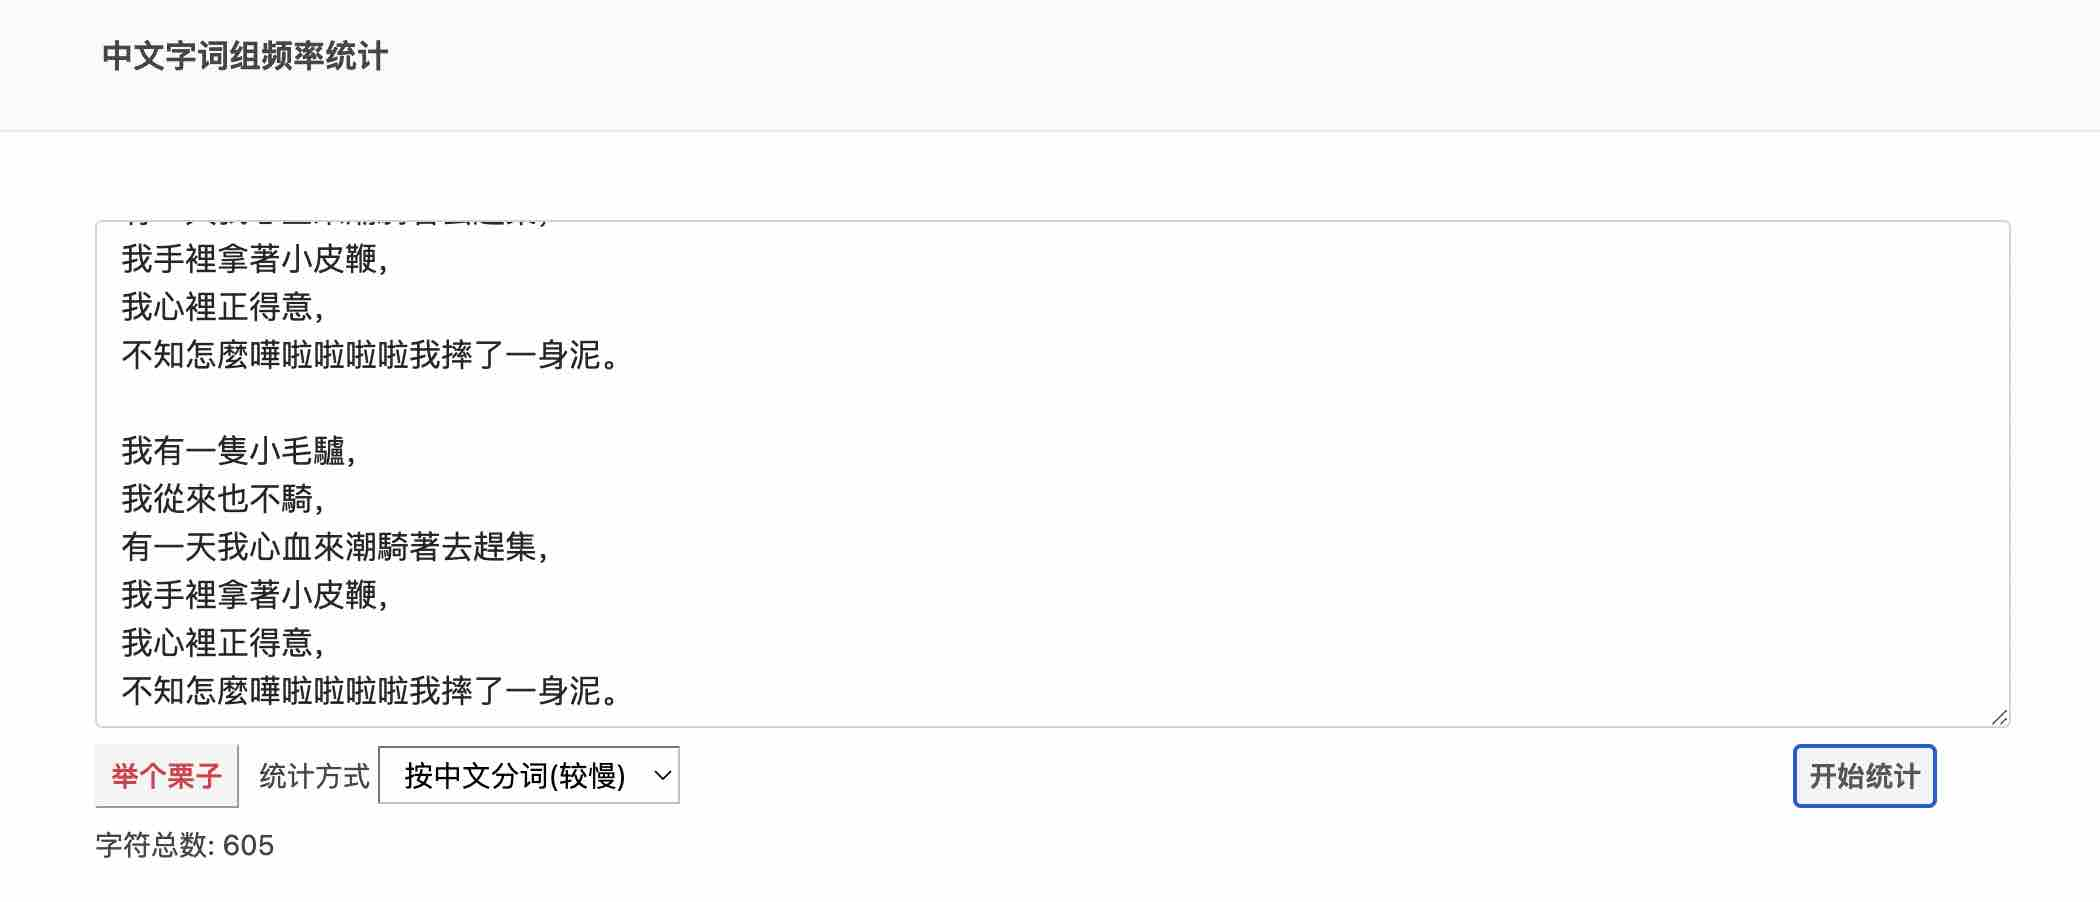 中文字词组频率统计
我手裡拿著小皮鞭,
我心裡正得意,
不知怎麼嘩啦啦啦啦我摔了一身泥。
我有一隻小毛驢,
我從來也不騎,
有一天我心血來潮騎著去趕集,
我手裡拿著小皮鞭,
我心裡正得意,
不知怎麼嘩啦啦啦啦我摔了一身泥。
举个栗子 统计方式 按中文分词(较慢) 开始统计
字符总数: 605